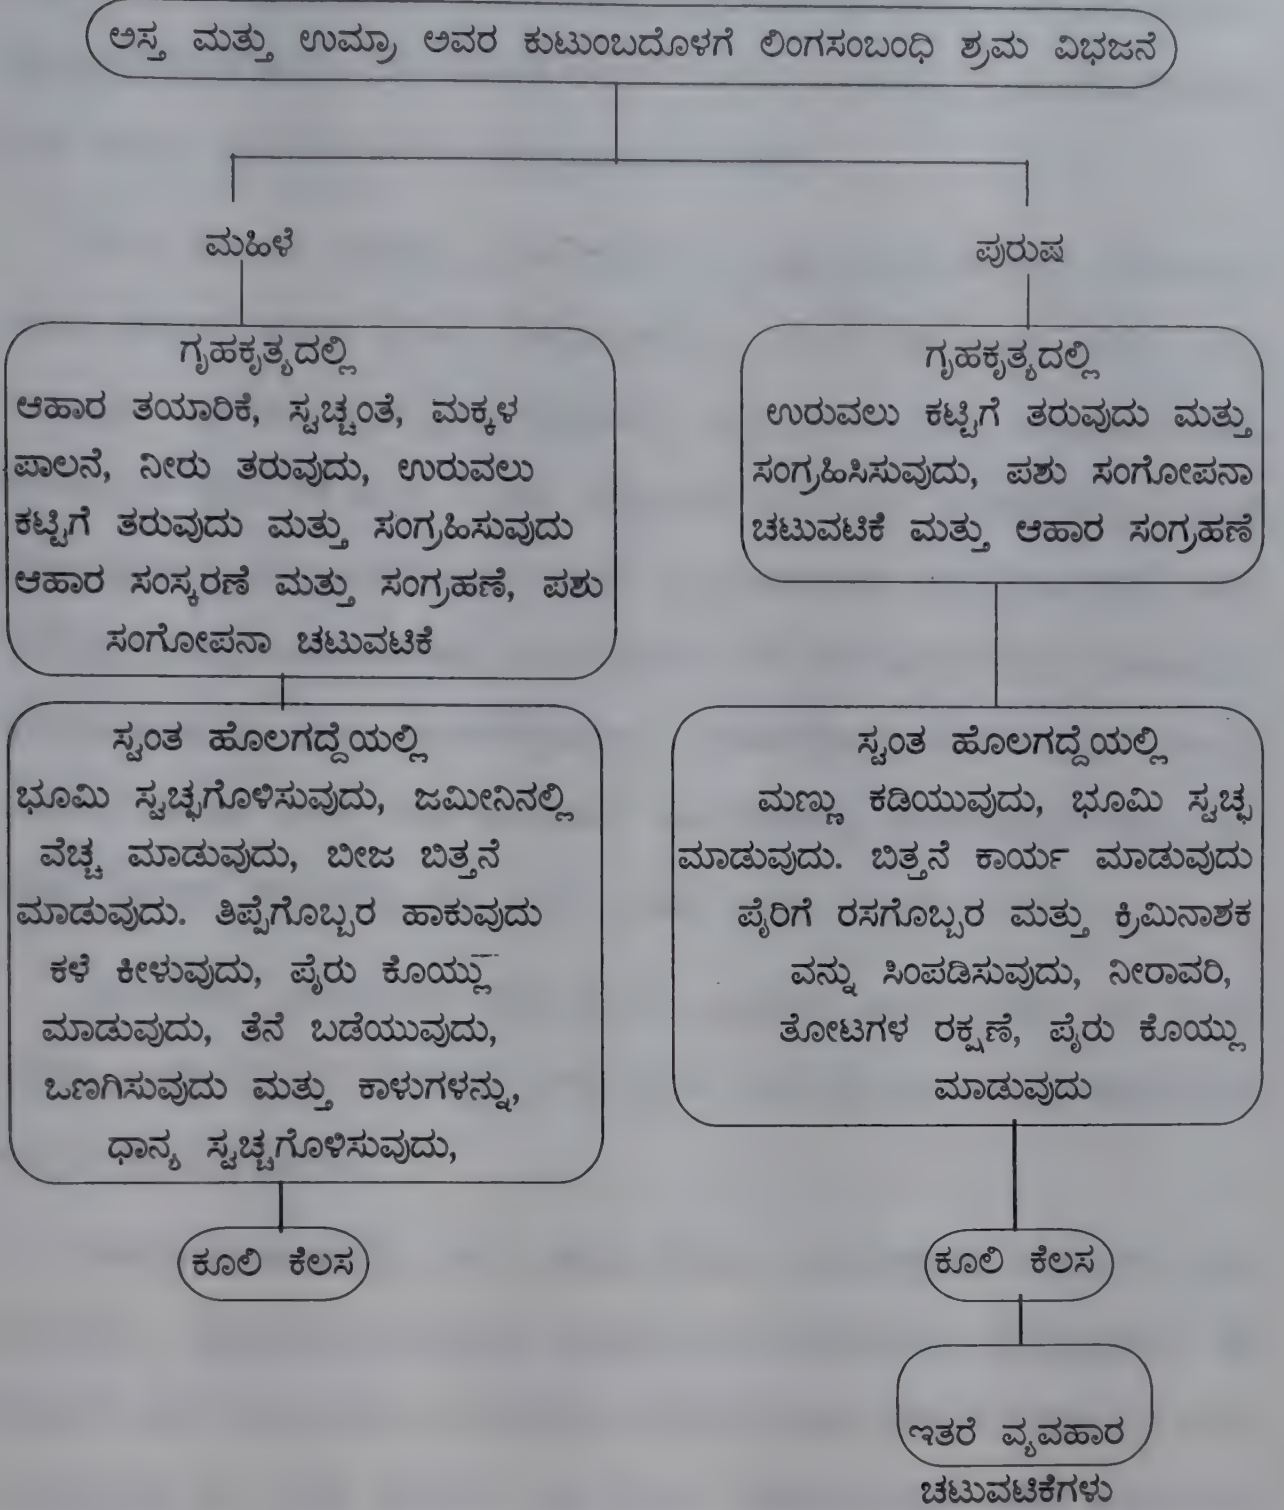 ಅಸ್ತ ಮತ್ತು ಉಮ್ರಾ ಅವರ ಕುಟುಂಬದೊಳಗೆ ಲಿಂಗಸಂಬಂಧಿ ಶ್ರಮ ವಿಭಜನೆ
ಮಹಿಳೆ
ಗೃಹಕೃತ್ಯದಲ್ಲಿ
ಆಹಾರ ತಯಾರಿಕೆ, ಸ್ವಚ್ಚಂತೆ, ಮಕ್ಕಳ
ಪಾಲನೆ, ನೀರು ತರುವುದು, ಉರುವಲು
ಕಟ್ಟಿಗೆ ತರುವುದು ಮತ್ತು ಸಂಗ್ರಹಿಸುವುದು
ಆಹಾರ ಸಂಸ್ಕರಣೆ ಮತ್ತು ಸಂಗ್ರಹಣೆ, ಪಶು
ಸಂಗೋಪನಾ ಚಟುವಟಿಕೆ
ಸ್ವಂತ ಹೊಲಗದ್ದೆಯಲ್ಲಿ
ಭೂಮಿ ಸ್ವಚ್ಛಗೊಳಿಸುವುದು, ಜಮೀನಿನಲ್ಲಿ
ವೆಚ್ಚ ಮಾಡುವುದು, ಬೀಜ ಬಿತ್ತನೆ
ಮಾಡುವುದು. ತಿಪ್ಪೆಗೊಬ್ಬರ ಹಾಕುವುದು
ಕಳೆ ಕೀಳುವುದು, ಪೈರು ಕೊಯ್ಲು
ಮಾಡುವುದು, ತೆನೆ ಬಡೆಯುವುದು,
ಒಣಗಿಸುವುದು ಮತ್ತು ಕಾಳುಗಳನ್ನು,
ಧಾನ್ಯ ಸ್ವಚ್ಚಗೊಳಿಸುವುದು,
ಕೂಲಿ ಕೆಲಸ
ಪುರುಷ
ಗೃಹಕೃತ್ಯದಲ್ಲಿ
ಉರುವಲು ಕಟ್ಟಿಗೆ ತರುವುದು ಮತ್ತು
ಸಂಗ್ರಹಿಸಿಸುವುದು, ಪಶು ಸಂಗೋಪನಾ
ಚಟುವಟಿಕೆ ಮತ್ತು ಆಹಾರ ಸಂಗ್ರಹಣೆ
ಸ್ವಂತ ಹೊಲಗದ್ದೆಯಲ್ಲಿ
ಮಣ್ಣು ಕಡಿಯುವುದು, ಭೂಮಿ ಸ್ವಚ್ಛ
ಮಾಡುವುದು. ಬಿತ್ತನೆ ಕಾರ್ಯ ಮಾಡುವುದು
ಪೈರಿಗೆ ರಸಗೊಬ್ಬರ ಮತ್ತು ಕ್ರಿಮಿನಾಶಕ
ವನ್ನು ಸಿಂಪಡಿಸುವುದು, ನೀರಾವರಿ,
ತೋಟಗಳ ರಕ್ಷಣೆ, ಪೈರು ಕೊಯ್ಲು
ಮಾಡುವುದು
ಕೂಲಿ ಕೆಲಸ
ಇತರೆ ವ್ಯವಹಾರ
ಚಟುವಟಿಕೆಗಳು